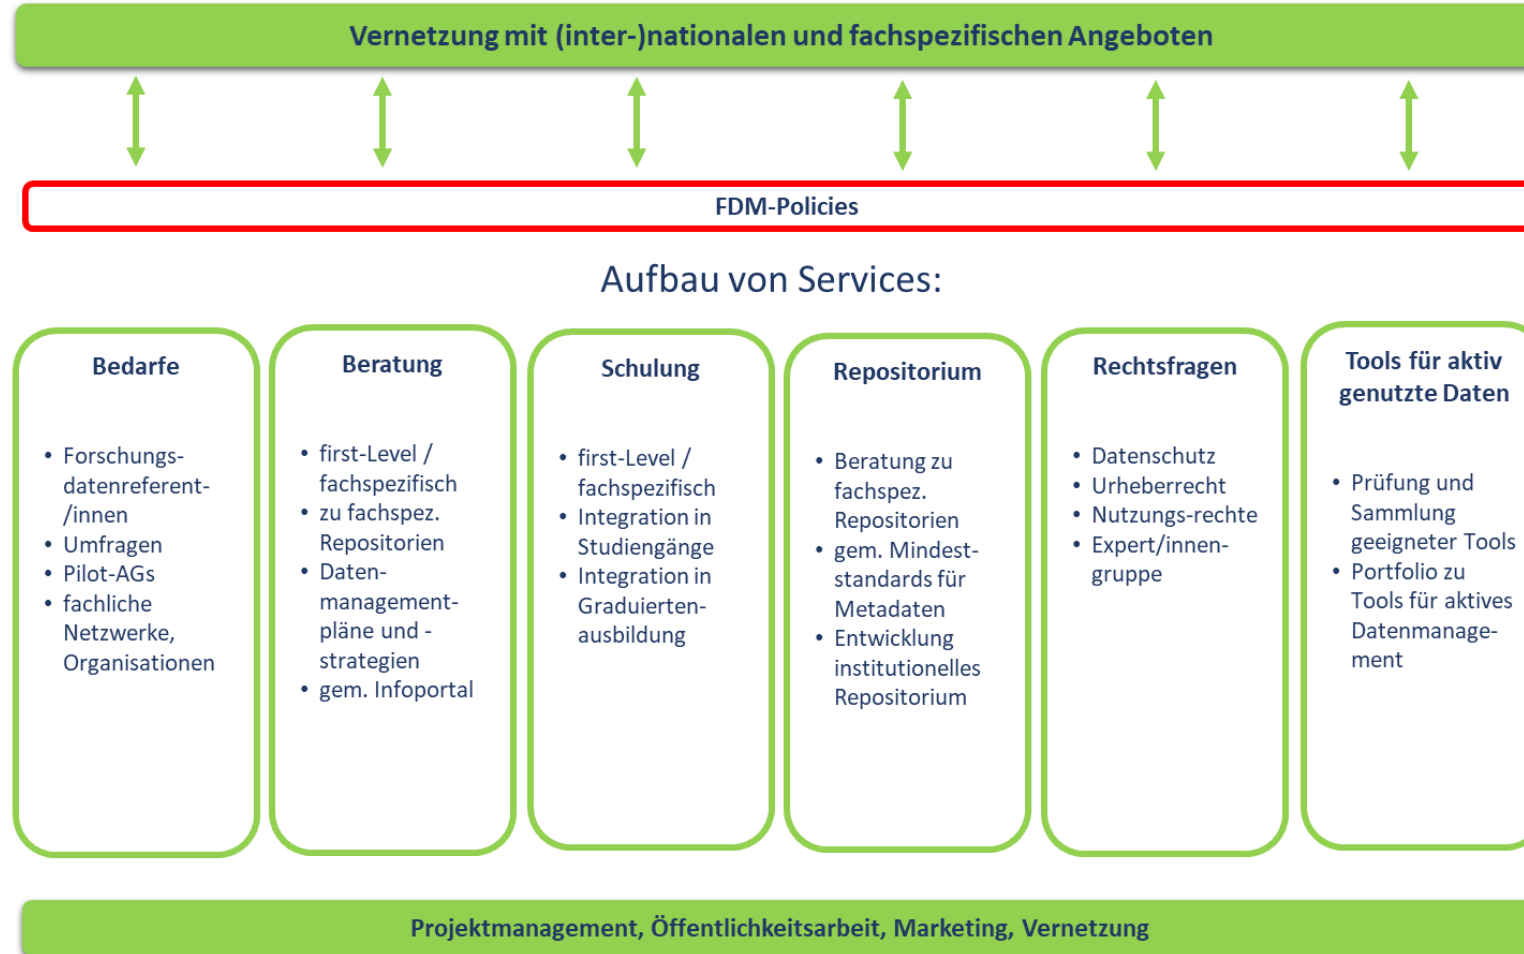 Vernetzung mit (inter-)nationalen und fachspezifischen Angeboten
FDM-Policies
Aufbau von Services:
Bedarfe
• Forschungs-
datenreferent-
/innen
• Umfragen
• Pilot-AGs
• fachliche
Netzwerke,
Organisationen
Beratung
• first-Level /
fachspezifisch
• zu fachspez.
Repositorien
• Daten-
management-
pläne und -
strategien
• gem. Infoportal
Schulung
• first-Level /
fachspezifisch
• Integration in
Studiengänge
• Integration in
Graduierten-
ausbildung
Repositorium
• Beratung zu
fachspez.
Repositorien
• gem. Mindest-
standards für
Metadaten
• Entwicklung
institutionelles
Repositorium
Rechtsfragen
• Datenschutz
• Urheberrecht
• Nutzungs-rechte
• Expert/innen-
gruppe
Tools für aktiv
genutzte Daten
• Prüfung und
Sammlung
geeigneter Tools
• Portfolio zu
Tools für aktives
Datenmanage-
ment
Projektmanagement, Öffentlichkeitsarbeit, Marketing, Vernetzung